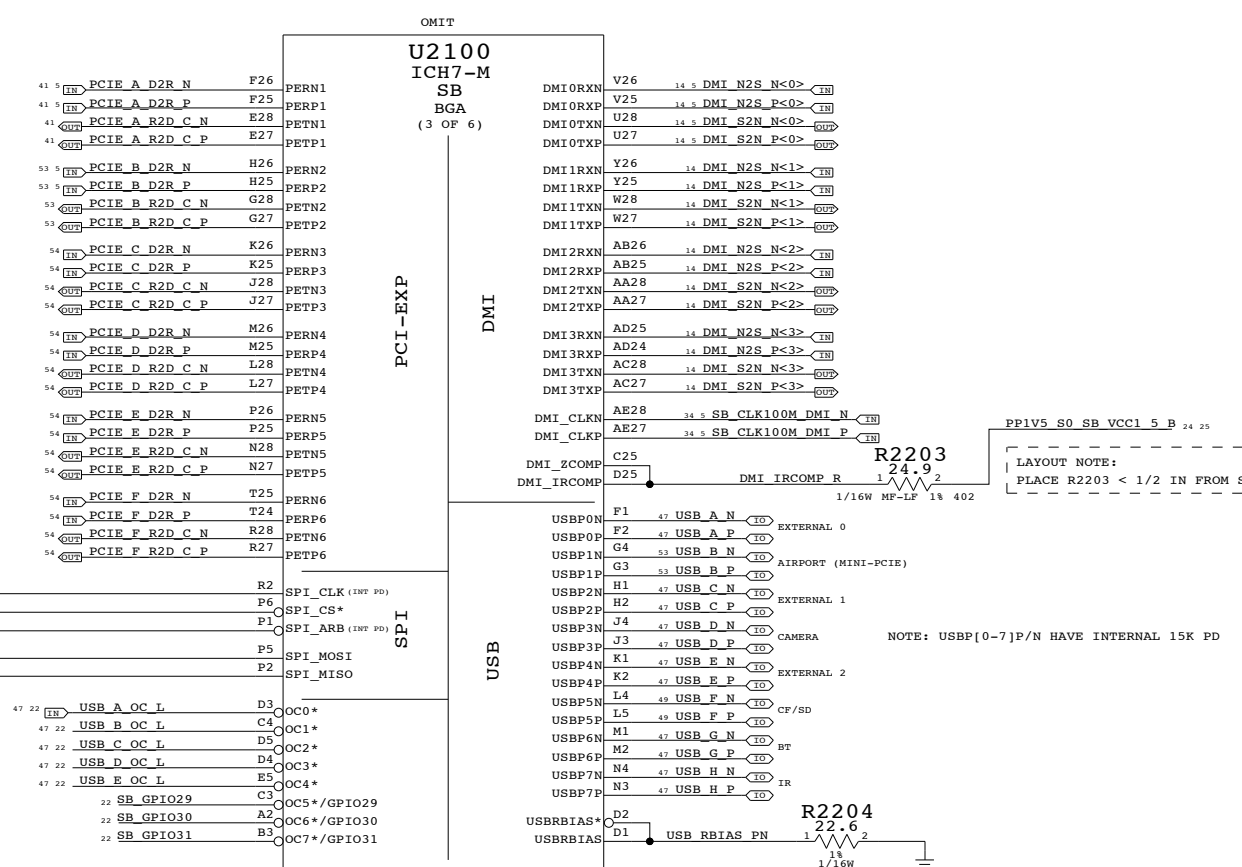 OMIT
U2100
ICH7-M
SB
BGA
(3 OF 6)
41 5 IN PCIE_A_D2R_N F26 PERN1
41 5 IN PCIE_A_D2R_P F25 PERP1
41 OUT PCIE_A_R2D_C_N E28 PETN1
41 OUT PCIE_A_R2D_C_P E27 PETP1
53 5 IN PCIE_B_D2R_N H26 PERN2
53 5 IN PCIE_B_D2R_P H25 PERP2
53 OUT PCIE_B_R2D_C_N G28 PETN2
53 OUT PCIE_B_R2D_C_P G27 PETP2
54 IN PCIE_C_D2R_N K26 PERN3
54 IN PCIE_C_D2R_P K25 PERP3
54 OUT PCIE_C_R2D_C_N J28 PETN3
54 OUT PCIE_C_R2D_C_P J27 PETP3
54 IN PCIE_D_D2R_N M26 PERN4
54 IN PCIE_D_D2R_P M25 PERP4
54 OUT PCIE_D_R2D_C_N L28 PETN4
54 OUT PCIE_D_R2D_C_P L27 PETP4
54 IN PCIE_E_D2R_N P26 PERN5
54 IN PCIE_E_D2R_P P25 PERP5
54 OUT PCIE_E_R2D_C_N N28 PETN5
54 OUT PCIE_E_R2D_C_P N27 PETP5
54 IN PCIE_F_D2R_N T25 PERN6
54 IN PCIE_F_D2R_P T24 PERP6
54 OUT PCIE_F_R2D_C_N R28 PETN6
54 OUT PCIE_F_R2D_C_P R27 PETP6
PCI-EXP
R2 SPI_CLK (INT PD)
P6 SPI_CS*
P1 SPI_ARB (INT PD)
P5 SPI_MOSI
P2 SPI_MISO
SPI
47 22 IN USB_A_OC_L D3 OC0*
47 22 USB_B_OC_L C4 OC1*
47 22 USB_C_OC_L D5 OC2*
47 22 USB_D_OC_L D4 OC3*
47 22 USB_E_OC_L E5 OC4*
22 SB_GPIO29 C3 OC5*/GPIO29
22 SB_GPIO30 A2 OC6*/GPIO30
22 SB_GPIO31 B3 OC7*/GPIO31
DMI
DMI0RXN V26 14 5 DMI_N2S_N<0> IN
DMI0RXP V25 14 5 DMI_N2S_P<0> IN
DMI0TXN U28 14 5 DMI_S2N_N<0> OUT
DMI0TXP U27 14 5 DMI_S2N_P<0> OUT
DMI1RXN Y26 14 DMI_N2S_N<1> IN
DMI1RXP Y25 14 DMI_N2S_P<1> IN
DMI1TXN W28 14 DMI_S2N_N<1> OUT
DMI1TXP W27 14 DMI_S2N_P<1> OUT
DMI2RXN AB26 14 DMI_N2S_N<2> IN
DMI2RXP AB25 14 DMI_N2S_P<2> IN
DMI2TXN AA28 14 DMI_S2N_N<2> OUT
DMI2TXP AA27 14 DMI_S2N_P<2> OUT
DMI3RXN AD25 14 DMI_N2S_N<3> IN
DMI3RXP AD24 14 DMI_N2S_P<3> IN
DMI3TXN AC28 14 DMI_S2N_N<3> OUT
DMI3TXP AC27 14 DMI_S2N_P<3> OUT
DMI_CLKN AE28 34 5 SB_CLK100M_DMI_N IN
DMI_CLKP AE27 34 5 SB_CLK100M_DMI_P IN
DMI_ZCOMP C25
DMI_IRCOMP D25 DMI_IRCOMP_R
R2203
24.9
1 2
1/16W MF-LF 1% 402
PP1V5_S0_SB_VCC1_5_B 24 25
LAYOUT NOTE:
PLACE R2203 < 1/2 IN FROM S
USB
USBP0N F1 47 USB_A_N IO
USBP0P F2 47 USB_A_P IO
EXTERNAL 0
USBP1N G4 53 USB_B_N IO
USBP1P G3 53 USB_B_P IO
AIRPORT (MINI-PCIE)
USBP2N H1 47 USB_C_N IO
USBP2P H2 47 USB_C_P IO
EXTERNAL 1
USBP3N J4 47 USB_D_N IO
USBP3P J3 47 USB_D_P IO
CAMERA
USBP4N K1 47 USB_E_N IO
USBP4P K2 47 USB_E_P IO
EXTERNAL 2
USBP5N L4 49 USB_F_N IO
USBP5P L5 49 USB_F_P IO
CF/SD
USBP6N M1 47 USB_G_N IO
USBP6P M2 47 USB_G_P IO
BT
USBP7N N4 47 USB_H_N IO
USBP7P N3 47 USB_H_P IO
IR
NOTE: USBP[0-7]P/N HAVE INTERNAL 15K PD
USBRBIAS* D2
USBRBIAS D1 USB_RBIAS_PN
R2204
22.6
1 2
1%
1/16W